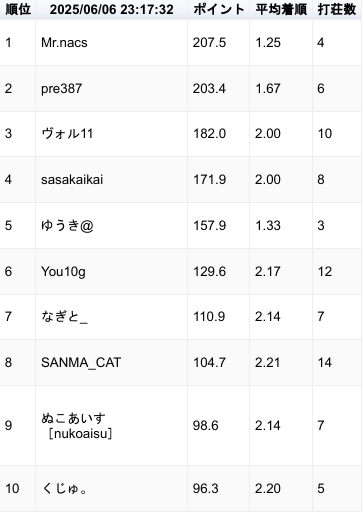 順位 2025/06/06 23:17:32 ポイント 平均着順 打荘数
1 Mr.nacs 207.5 1.25 4
2 pre387 203.4 1.67 6
3 ヴォル11 182.0 2.00 10
4 sasakaikai 171.9 2.00 8
5 ゆうき@ 157.9 1.33 3
6 You10g 129.6 2.17 12
7 なぎと_ 110.9 2.14 7
8 SANMA_CAT 104.7 2.21 14
9 ぬこあいす 98.6 2.14 7
［nukoaisu］
10 くじゅ。 96.3 2.20 5